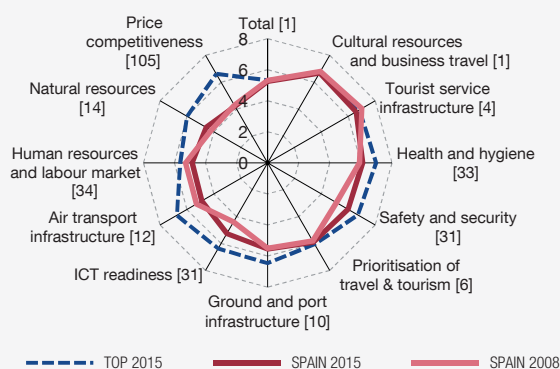 Total [1]
Cultural resources
and business travel [1]
Tourist service
infrastructure [4]
Health and hygiene
[33]
Safety and security
[31]
Prioritisation of
travel & tourism [6]
Ground and port
infrastructure [10]
ICT readiness [31]
Air transport
infrastructure [12]
Human resources
and labour market
[34]
Natural resources
[14]
Price
competitiveness
[105]
8
6
4
2
0
TOP 2015
SPAIN 2015
SPAIN 2008